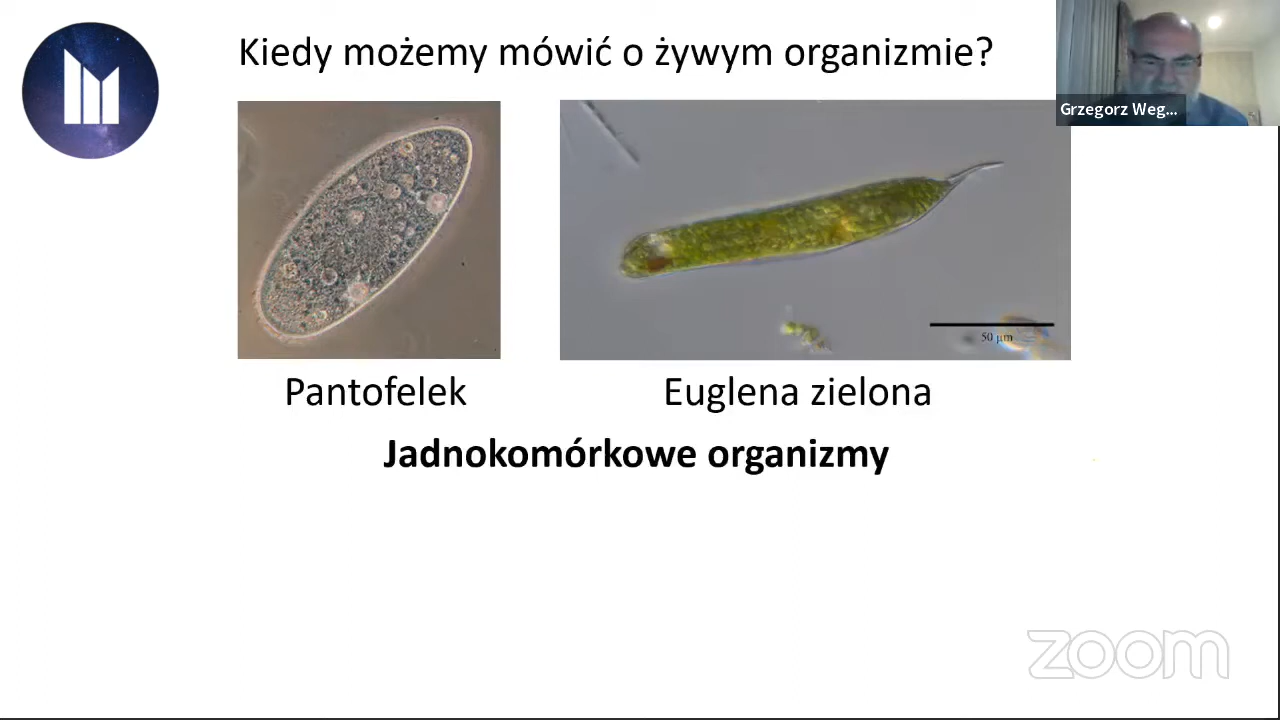 Kiedy możemy mówić o żywym organizmie?
Grzegorz Weg...
50 µm
Pantofelek
Euglena zielona
Jadnokomórkowe organizmy
zoom